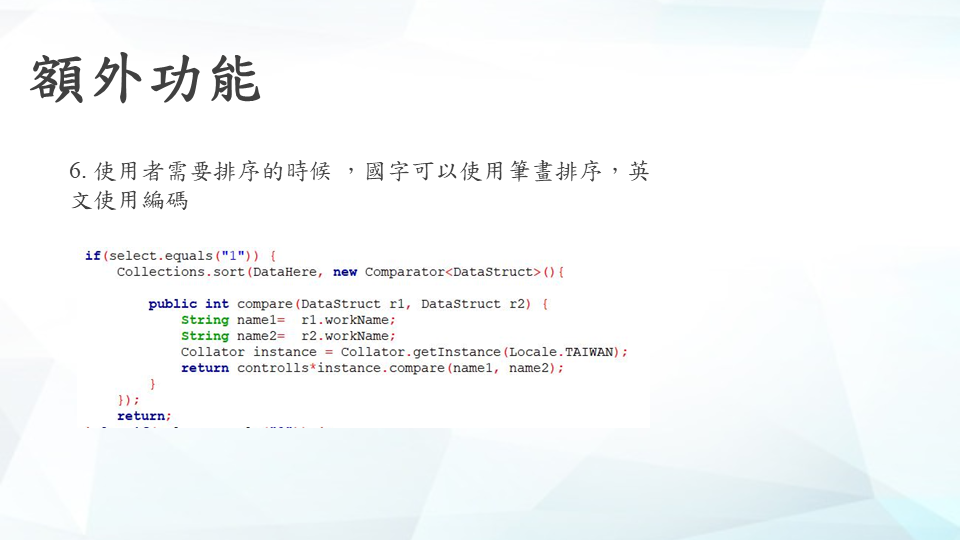 額外功能
6. 使用者需要排序的時候 ，國字可以使用筆畫排序，英
文使用編碼
if(select.equals("1")) {
Collections.sort(DataHere, new Comparator<DataStruct>(){
public int compare(DataStruct r1, DataStruct r2) {
String name1=  r1.workName;
String name2=  r2.workName;
Collator instance = Collator.getInstance(Locale.TAIWAN);
return controlls*instance.compare(name1, name2);
}
});
return;